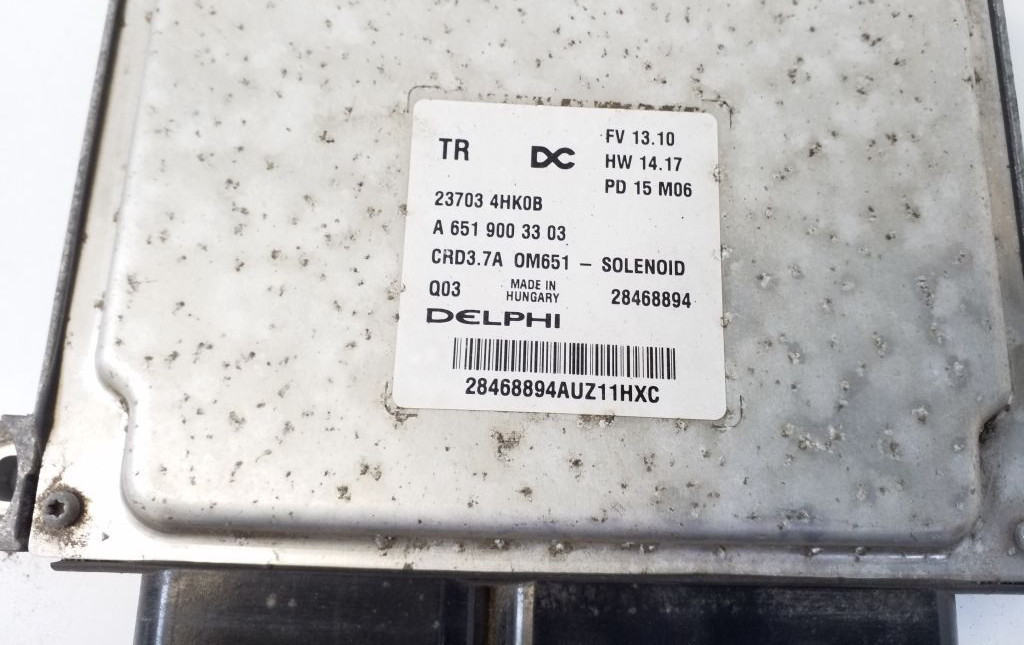 TR DC FV 13.10
HW 14.17
PD 15 M06
23703 4HK0B
A 651 900 33 03
CRD3.7A OM651 – SOLENOID
Q03 MADE IN HUNGARY 28468894
DELPHI
28468894AUZ11HXC